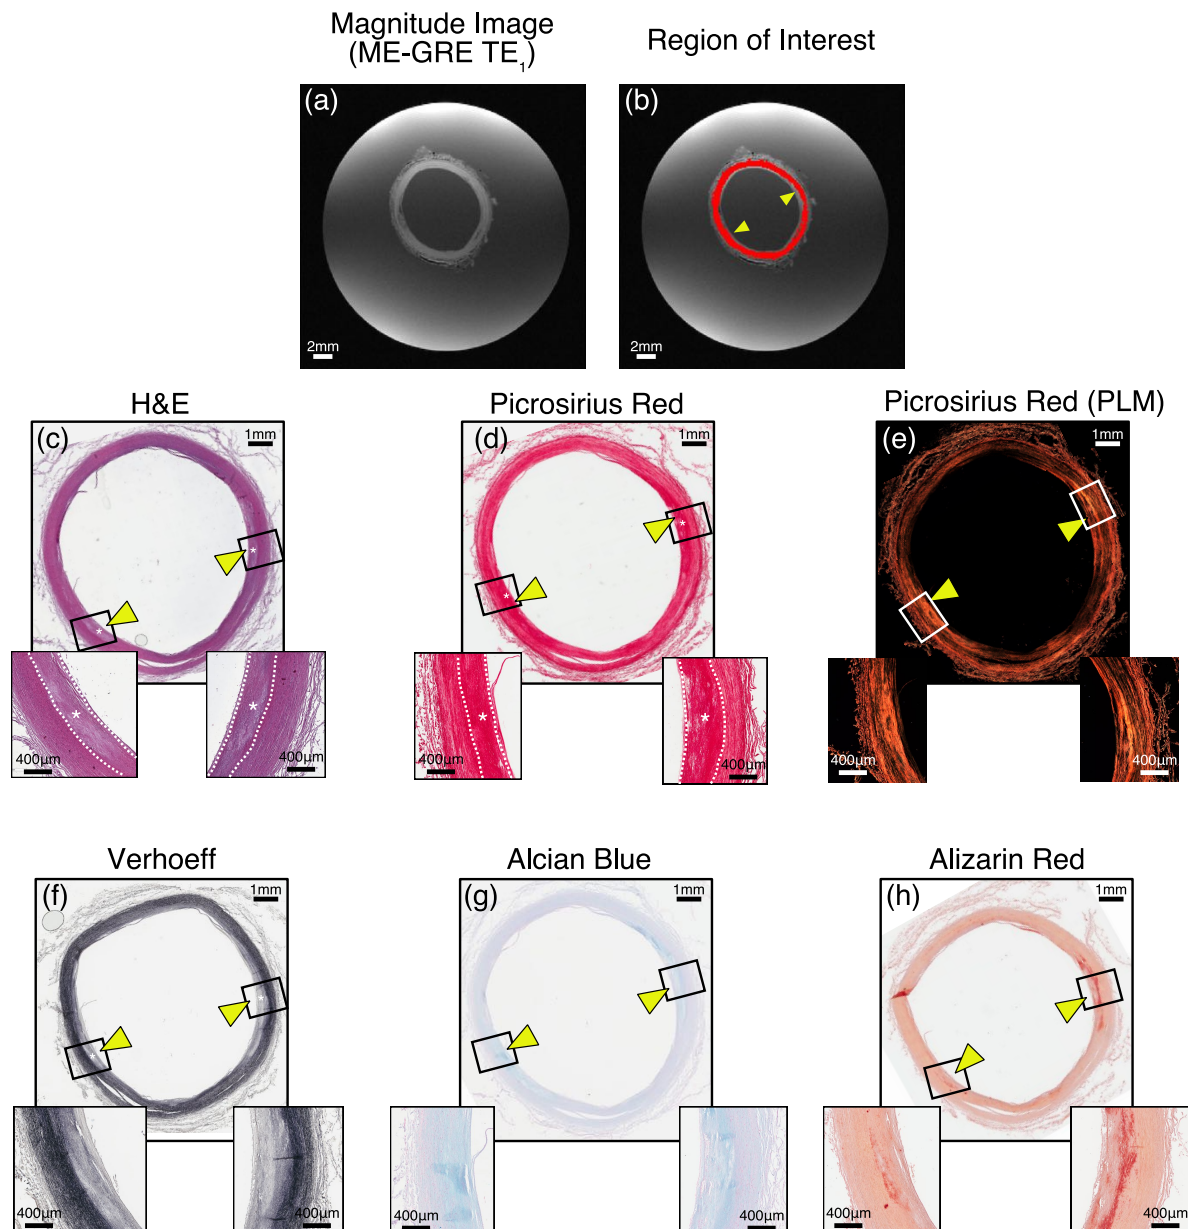 Magnitude Image
(ME-GRE TE1)
Region of Interest
(a)
2mm
(b)
2mm
H&E
Picrosirius Red
Picrosirius Red (PLM)
(c)
1mm
*
*
*
400µm
*
400µm
(d)
1mm
*
*
*
400µm
*
400µm
(e)
1mm
400µm
400µm
Verhoeff
Alcian Blue
Alizarin Red
(f)
1mm
*
*
400µm
400µm
(g)
1mm
400µm
400µm
(h)
1mm
400µm
400µm